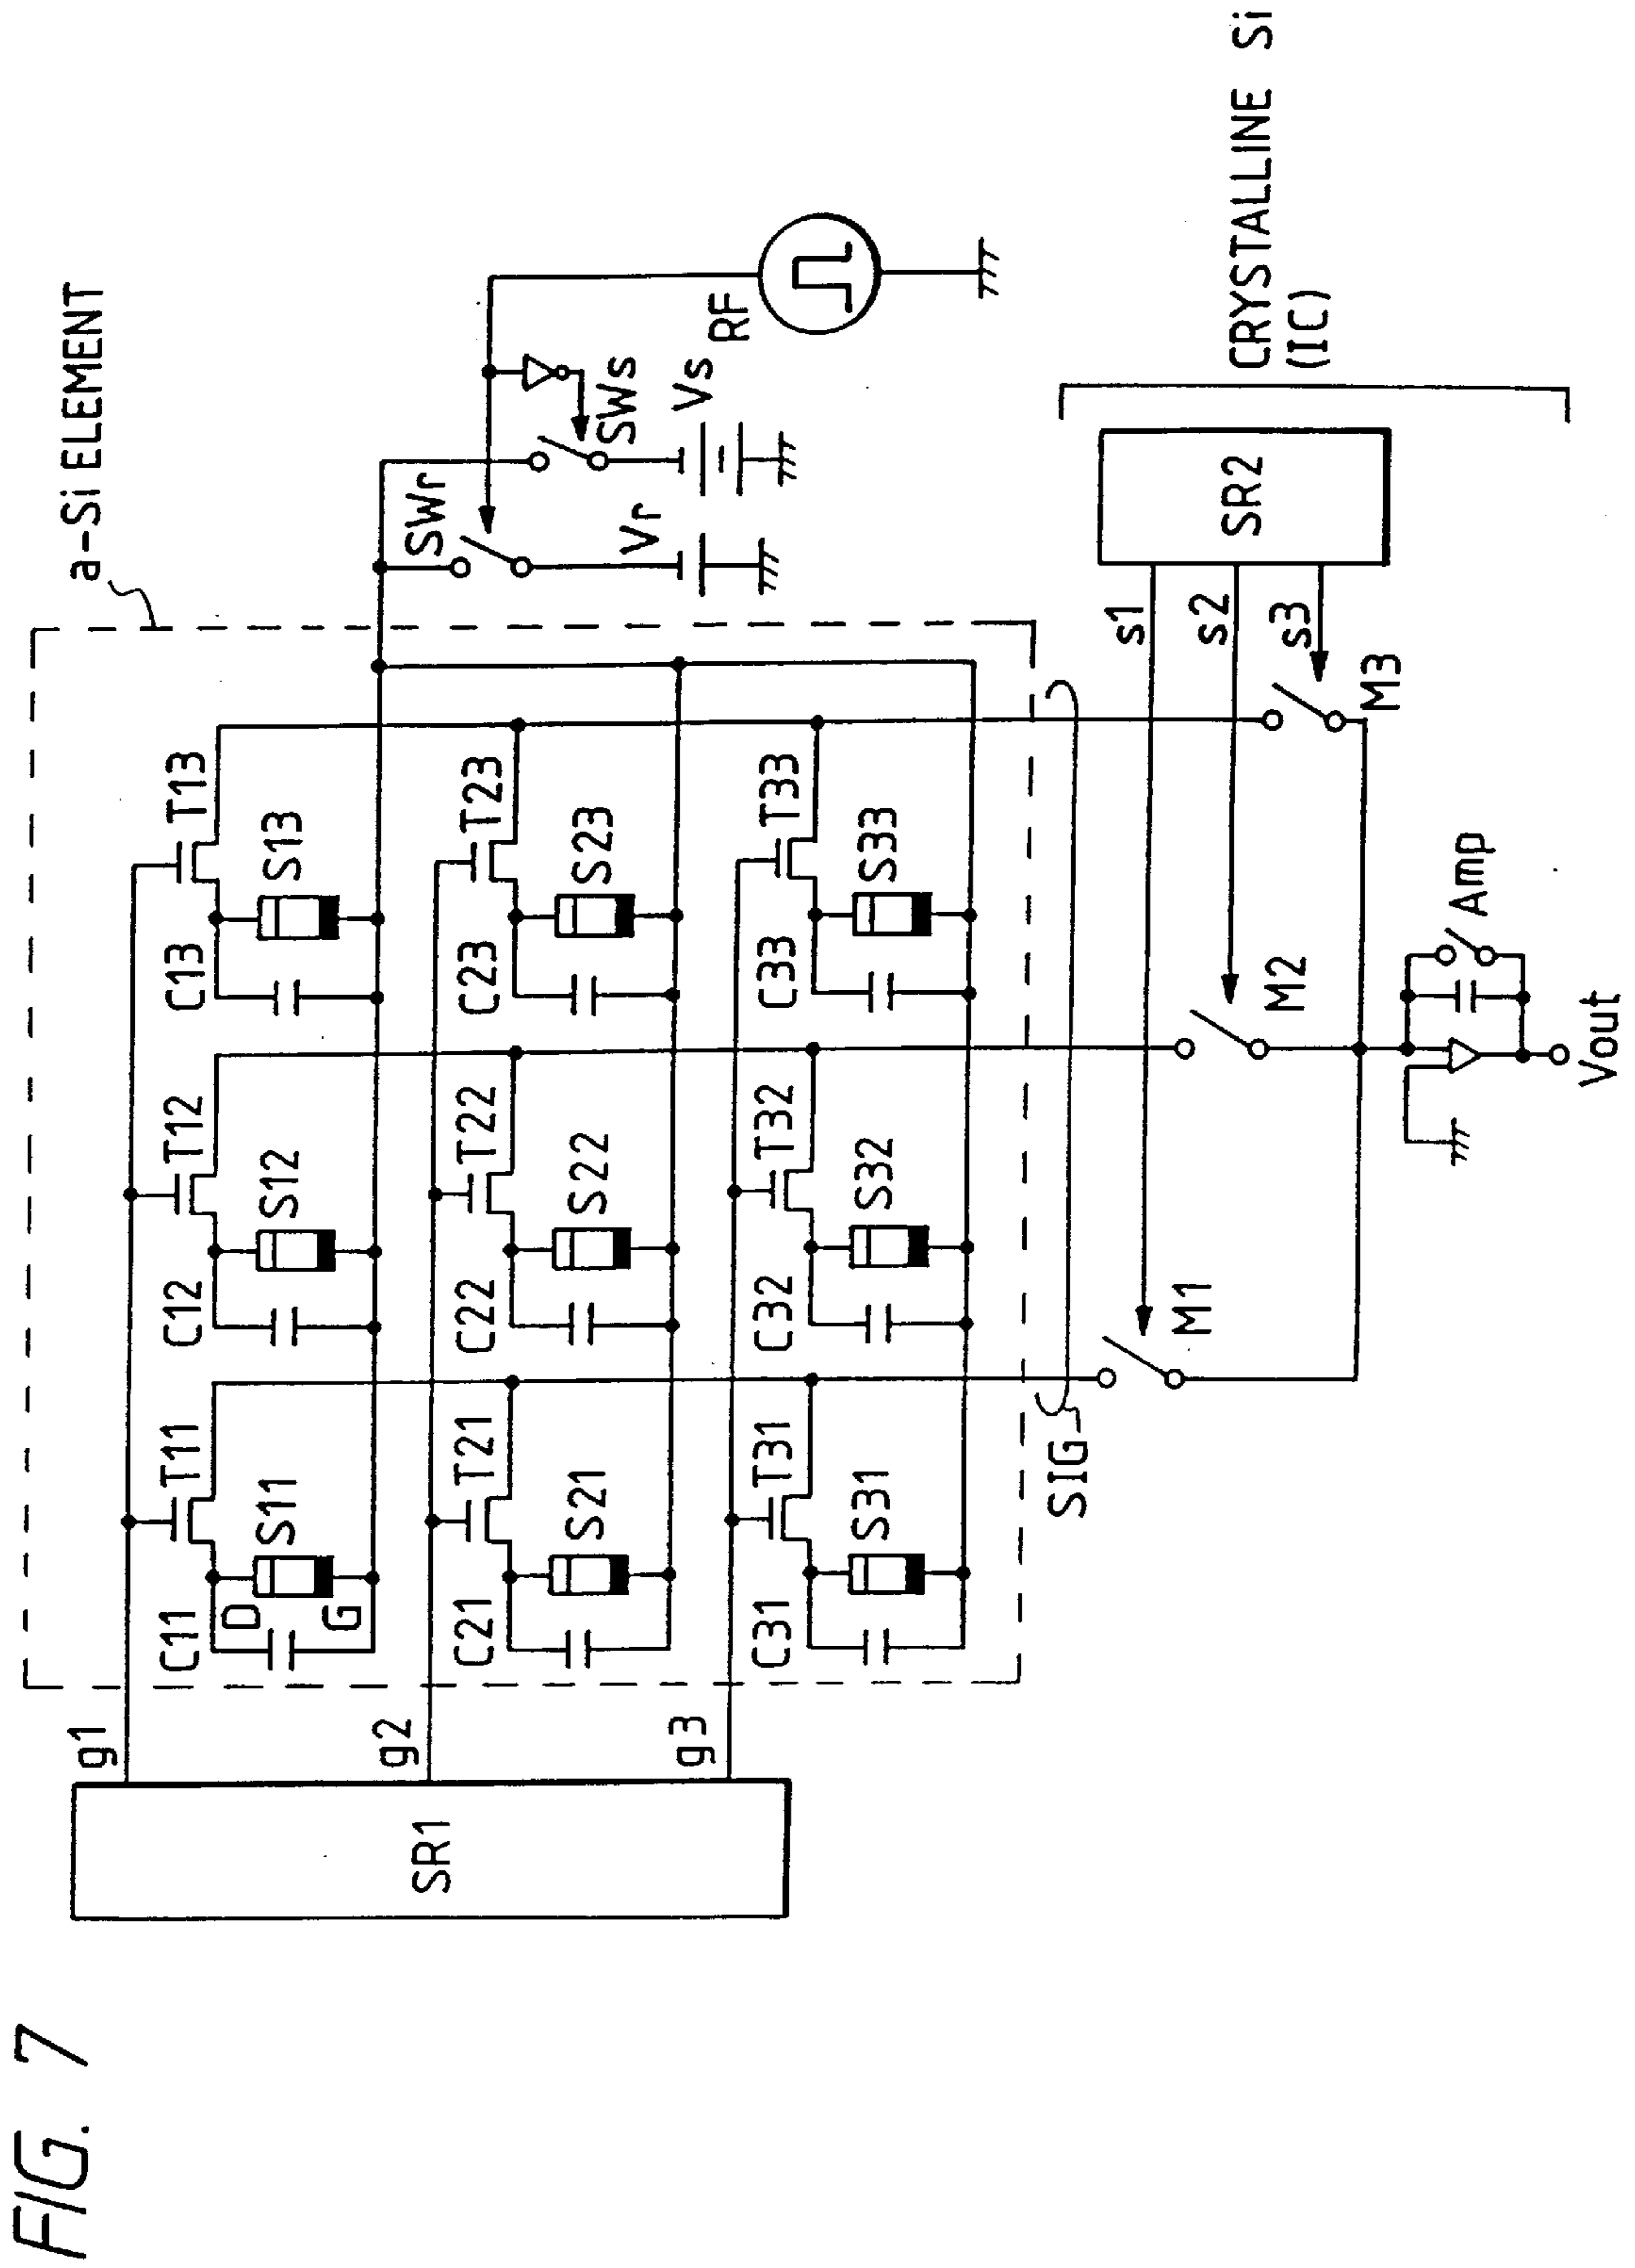 FIG. 7
a-Si ELEMENT
SR1
g1
g2
g3
C11
D
G
S11
T11
C12
S12
T12
C13
S13
T13
C21
S21
T21
C22
S22
T22
C23
S23
T23
C31
S31
T31
C32
S32
T32
C33
S33
T33
SWr
SWs
Vr
Vs
RF
SIG
s1
s2
s3
SR2
M1
M2
M3
Amp
Vout
CRYSTALLINE Si
(IC)